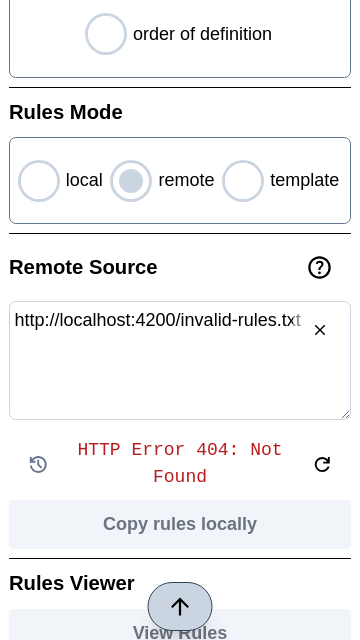 order of definition
Rules Mode
local remote template
Remote Source
http://localhost:4200/invalid-rules.txt
HTTP Error 404: Not
Found
Copy rules locally
Rules Viewer
View Rules